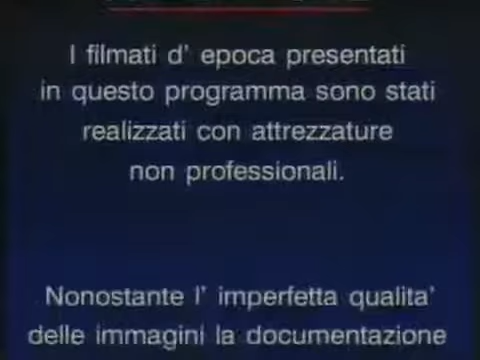 I filmati d' epoca presentati
in questo programma sono stati
realizzati con attrezzature
non professionali.
Nonostante l' imperfetta qualita'
delle immagini la documentazione